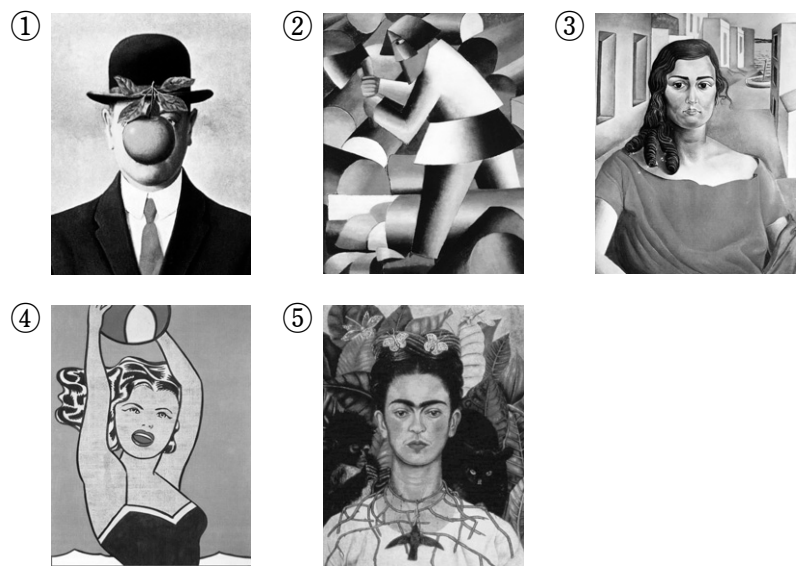 ① ② ③
④ ⑤